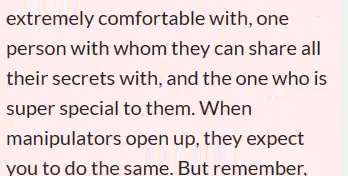 extremely comfortable with, one
person with whom they can share all
their secrets with, and the one who is
super special to them. When
manipulators open up, they expect
you to do the same. But remember,